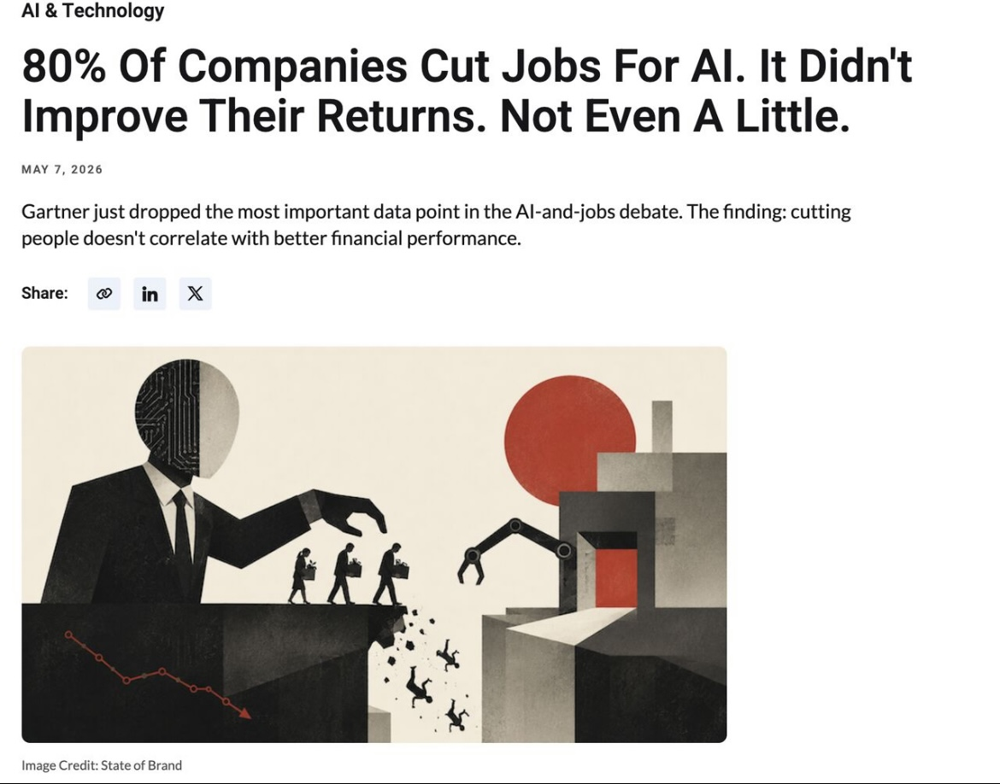 AI & Technology
80% Of Companies Cut Jobs For AI. It Didn't
Improve Their Returns. Not Even A Little.
MAY 7, 2026
Gartner just dropped the most important data point in the AI-and-jobs debate. The finding: cutting
people doesn't correlate with better financial performance.
Share:
in
X
Image Credit: State of Brand